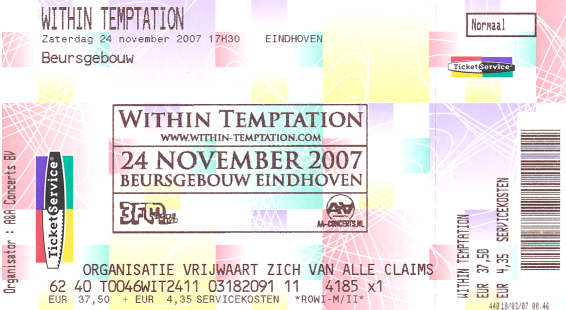 WITHIN TEMPTATION
Zaterdag 24 november 2007 17H30 EINDHOVEN
Beursgebouw
Normaal
TicketService®
WITHIN TEMPTATION
WWW.WITHIN-TEMPTATION.COM
24 NOVEMBER 2007
BEURSGEBOUW EINDHOVEN
3FM
AA-CONCERTS.NL
Organisator : A&A Concerts BV
TicketService®
ORGANISATIE VRIJWAART ZICH VAN ALLE CLAIMS
62 40 TO046WIT2411 03182091 11 4185 x1
EUR 37,50 + EUR 4,35 SERVICEKOSTEN *ROWI-M/II*
WITHIN TEMPTATION
EUR 37,50
EUR 4,35 SERVICEKOSTEN
440 18/03/07 08:46